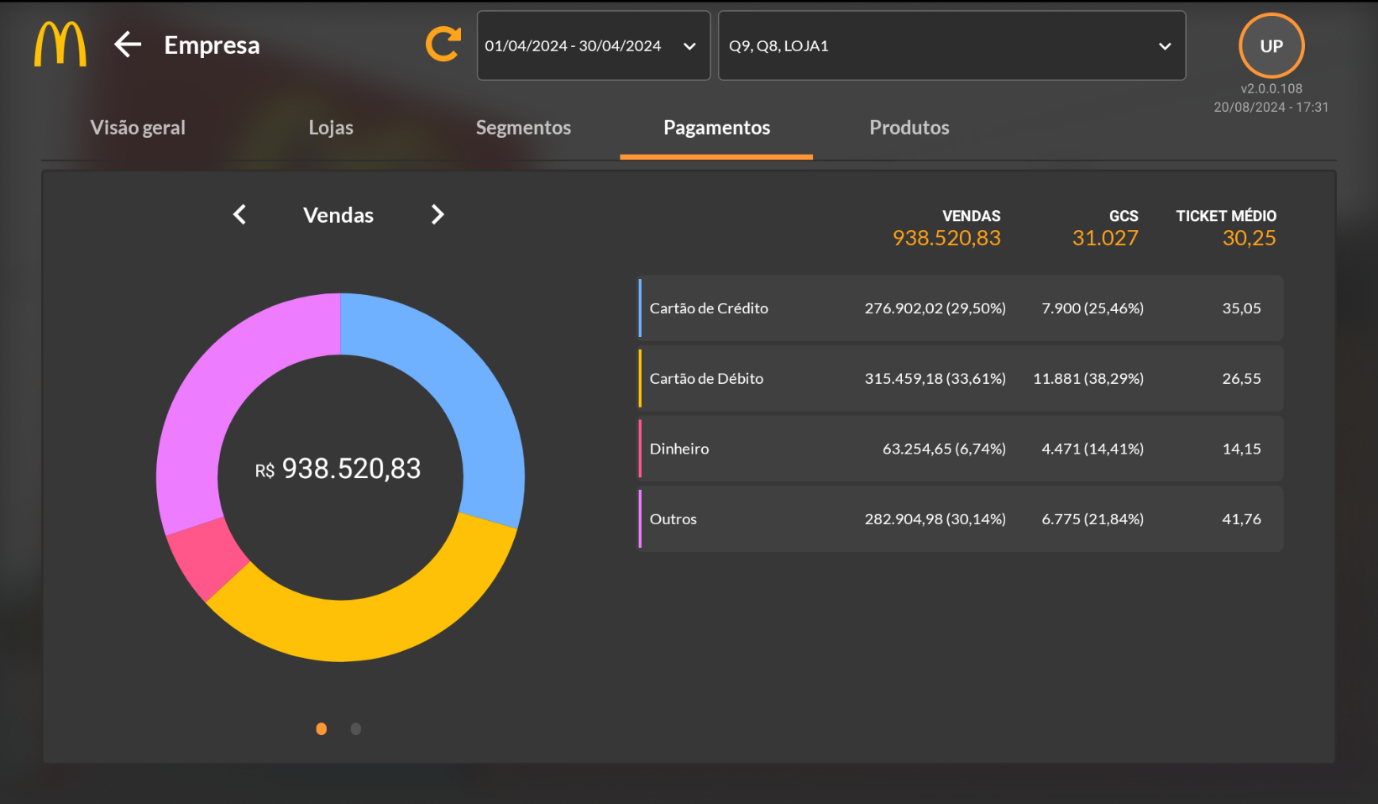 Empresa
01/04/2024 - 30/04/2024
Q9, Q8, LOJA1
UP
v2.0.0.108
20/08/2024 - 17:31
Visão geral
Lojas
Segmentos
Pagamentos
Produtos
Vendas
R$ 938.520,83
VENDAS GCS TICKET MÉDIO
938.520,83 31.027 30,25
Cartão de Crédito 276.902,02 (29,50%) 7.900 (25,46%) 35,05
Cartão de Débito 315.459,18 (33,61%) 11.881 (38,29%) 26,55
Dinheiro 63.254,65 (6,74%) 4.471 (14,41%) 14,15
Outros 282.904,98 (30,14%) 6.775 (21,84%) 41,76